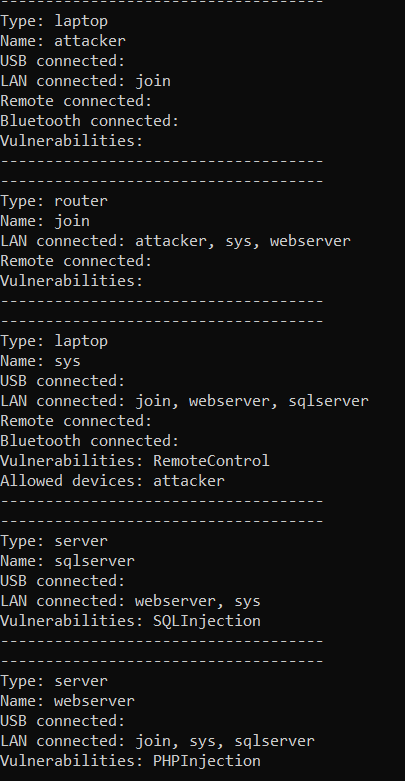 ------------------------------------
Type: laptop
Name: attacker
USB connected:
LAN connected: join
Remote connected:
Bluetooth connected:
Vulnerabilities:
------------------------------------
------------------------------------
Type: router
Name: join
LAN connected: attacker, sys, webserver
Remote connected:
Vulnerabilities:
------------------------------------
------------------------------------
Type: laptop
Name: sys
USB connected:
LAN connected: join, webserver, sqlserver
Remote connected:
Bluetooth connected:
Vulnerabilities: RemoteControl
Allowed devices: attacker
------------------------------------
------------------------------------
Type: server
Name: sqlserver
USB connected:
LAN connected: webserver, sys
Vulnerabilities: SQLInjection
------------------------------------
------------------------------------
Type: server
Name: webserver
USB connected:
LAN connected: join, sys, sqlserver
Vulnerabilities: PHPInjection